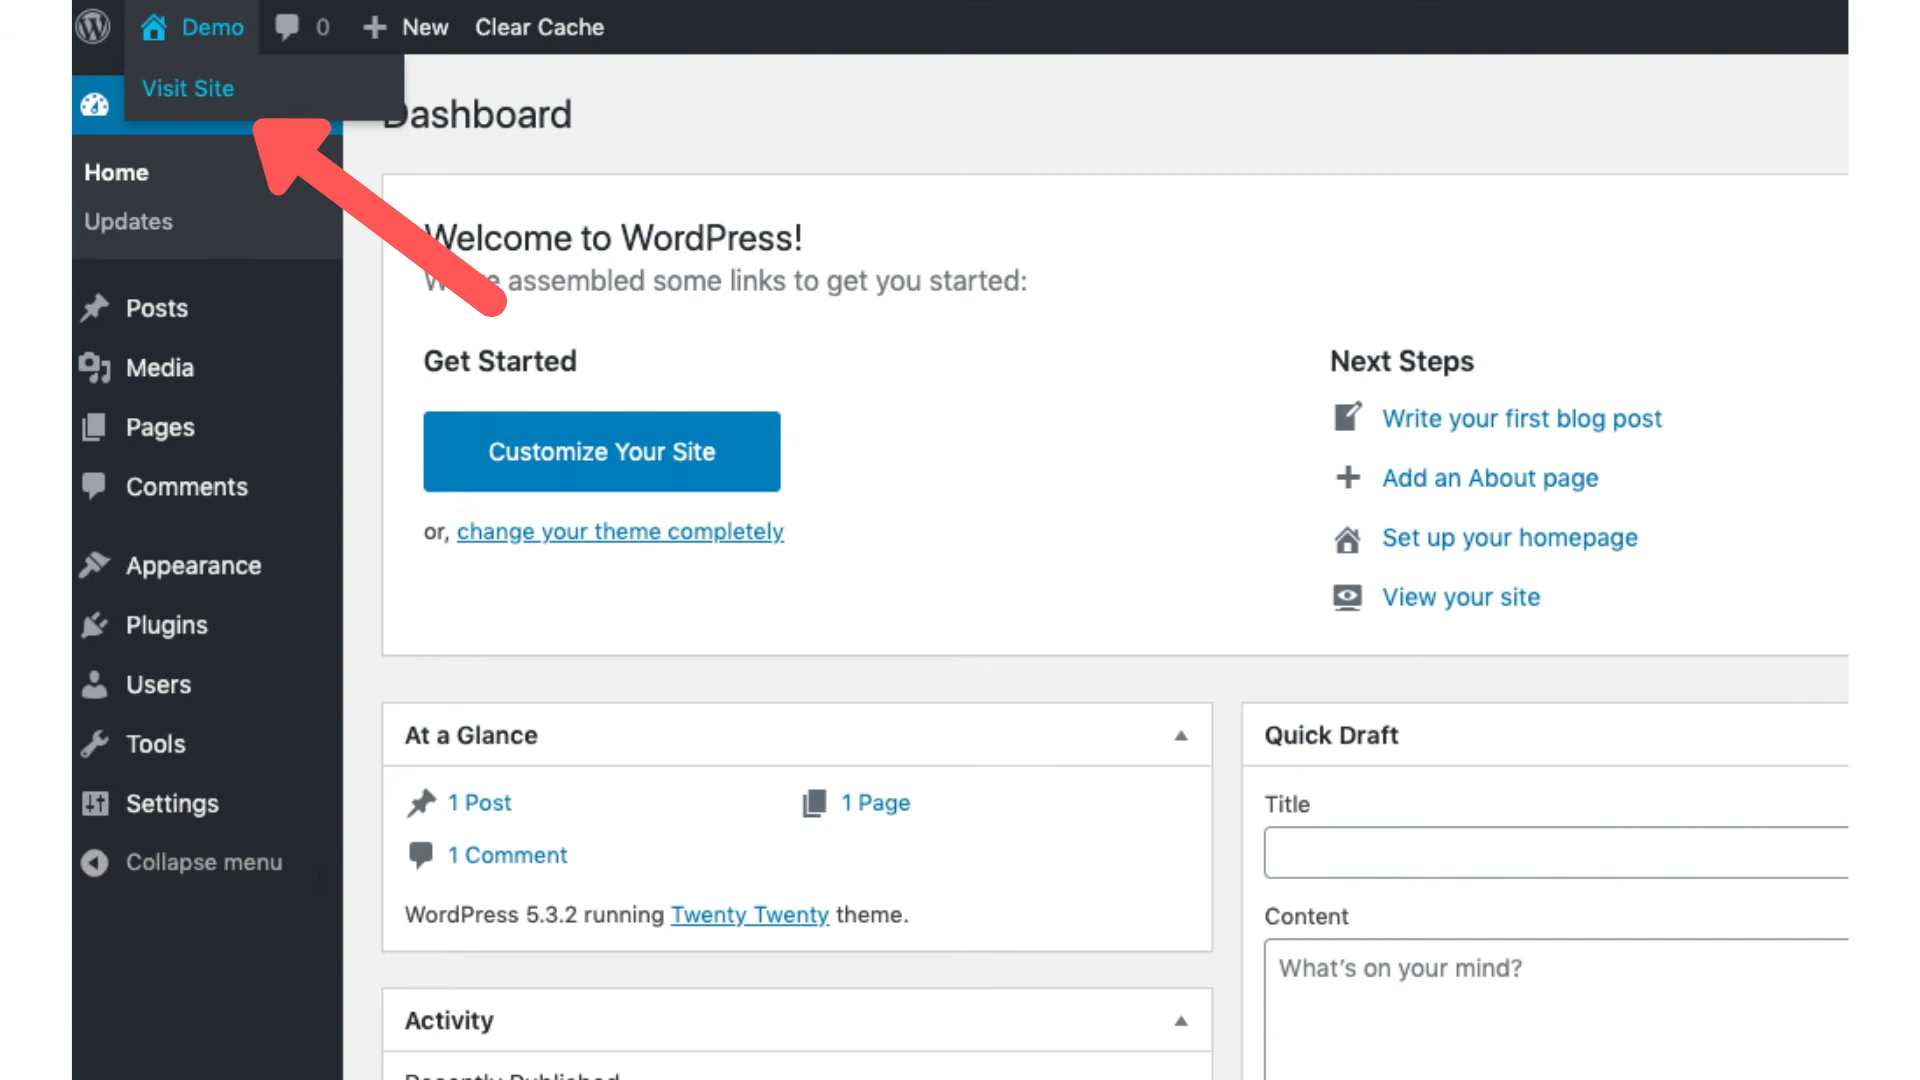 Demo 0 New Clear Cache
Visit Site
Dashboard
Home
Updates
Posts
Media
Pages
Comments
Appearance
Plugins
Users
Tools
Settings
Collapse menu
Welcome to WordPress!
assembled some links to get you started:
Get Started
Customize Your Site
or, change your theme completely
Next Steps
Write your first blog post
Add an About page
Set up your homepage
View your site
At a Glance
1 Post
1 Page
1 Comment
WordPress 5.3.2 running Twenty Twenty theme.
Activity
Recently Published
Quick Draft
Title
Content
What's on your mind?